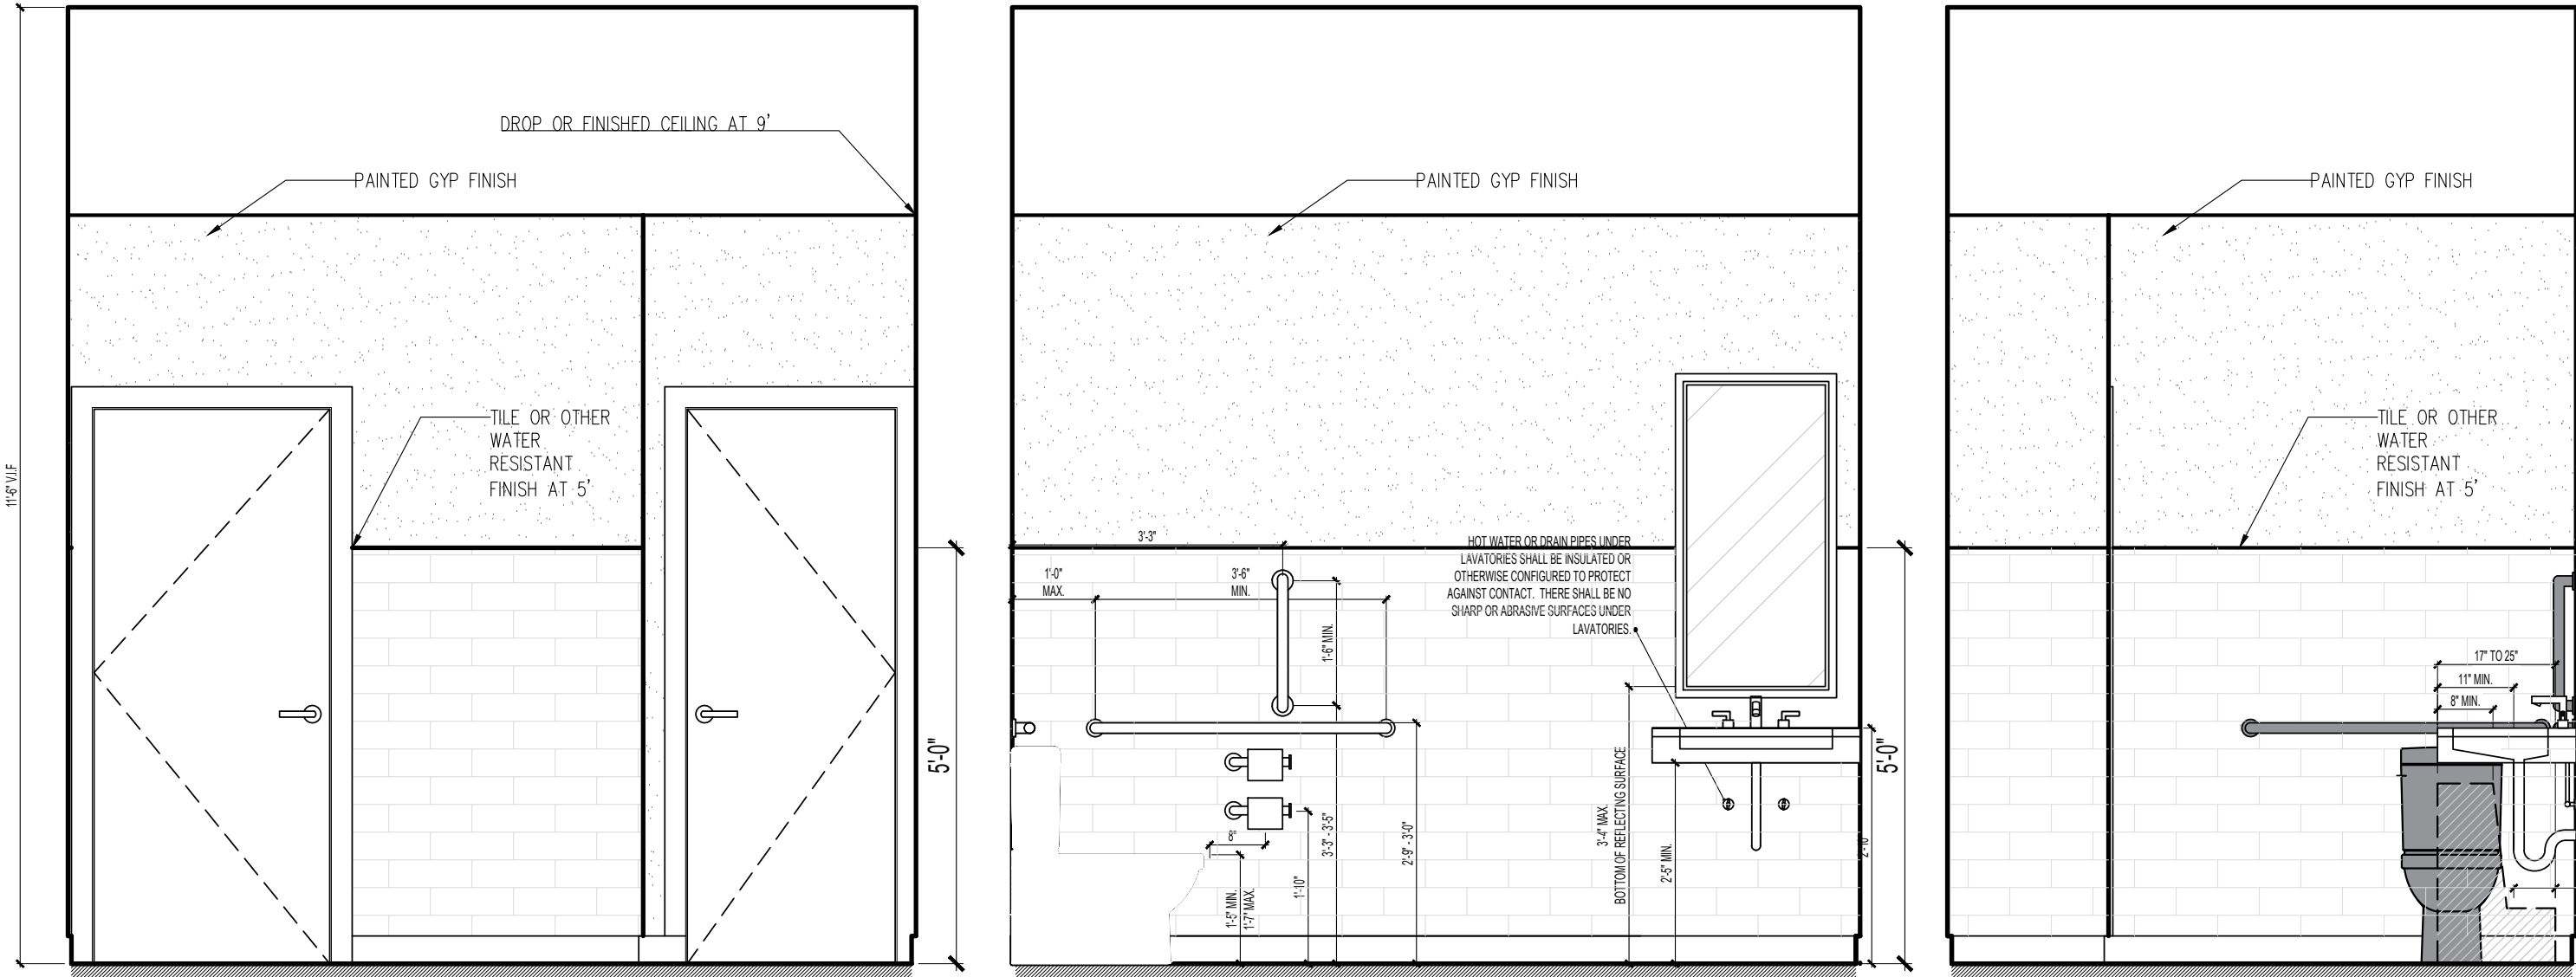 11'-6" V.I.F
DROP OR FINISHED CEILING AT 9'
PAINTED GYP FINISH
TILE OR OTHER
WATER
RESISTANT
FINISH AT 5'
5'-0"
PAINTED GYP FINISH
3'-3"
1'-0"
MAX.
3'-6"
MIN.
1'-6" MIN.
HOT WATER OR DRAIN PIPES UNDER
LAVATORIES SHALL BE INSULATED OR
OTHERWISE CONFIGURED TO PROTECT
AGAINST CONTACT. THERE SHALL BE NO
SHARP OR ABRASIVE SURFACES UNDER
LAVATORIES.
8"
1'-5" MIN.
1'-7" MAX.
1'-10"
3'-3" - 3'-5"
2'-9" - 3'-0"
3'-4" MAX.
BOTTOM OF REFLECTING SURFACE
2'-5" MIN.
5'-0"
PAINTED GYP FINISH
TILE OR OTHER
WATER
RESISTANT
FINISH AT 5'
17" TO 25"
11" MIN.
8" MIN.